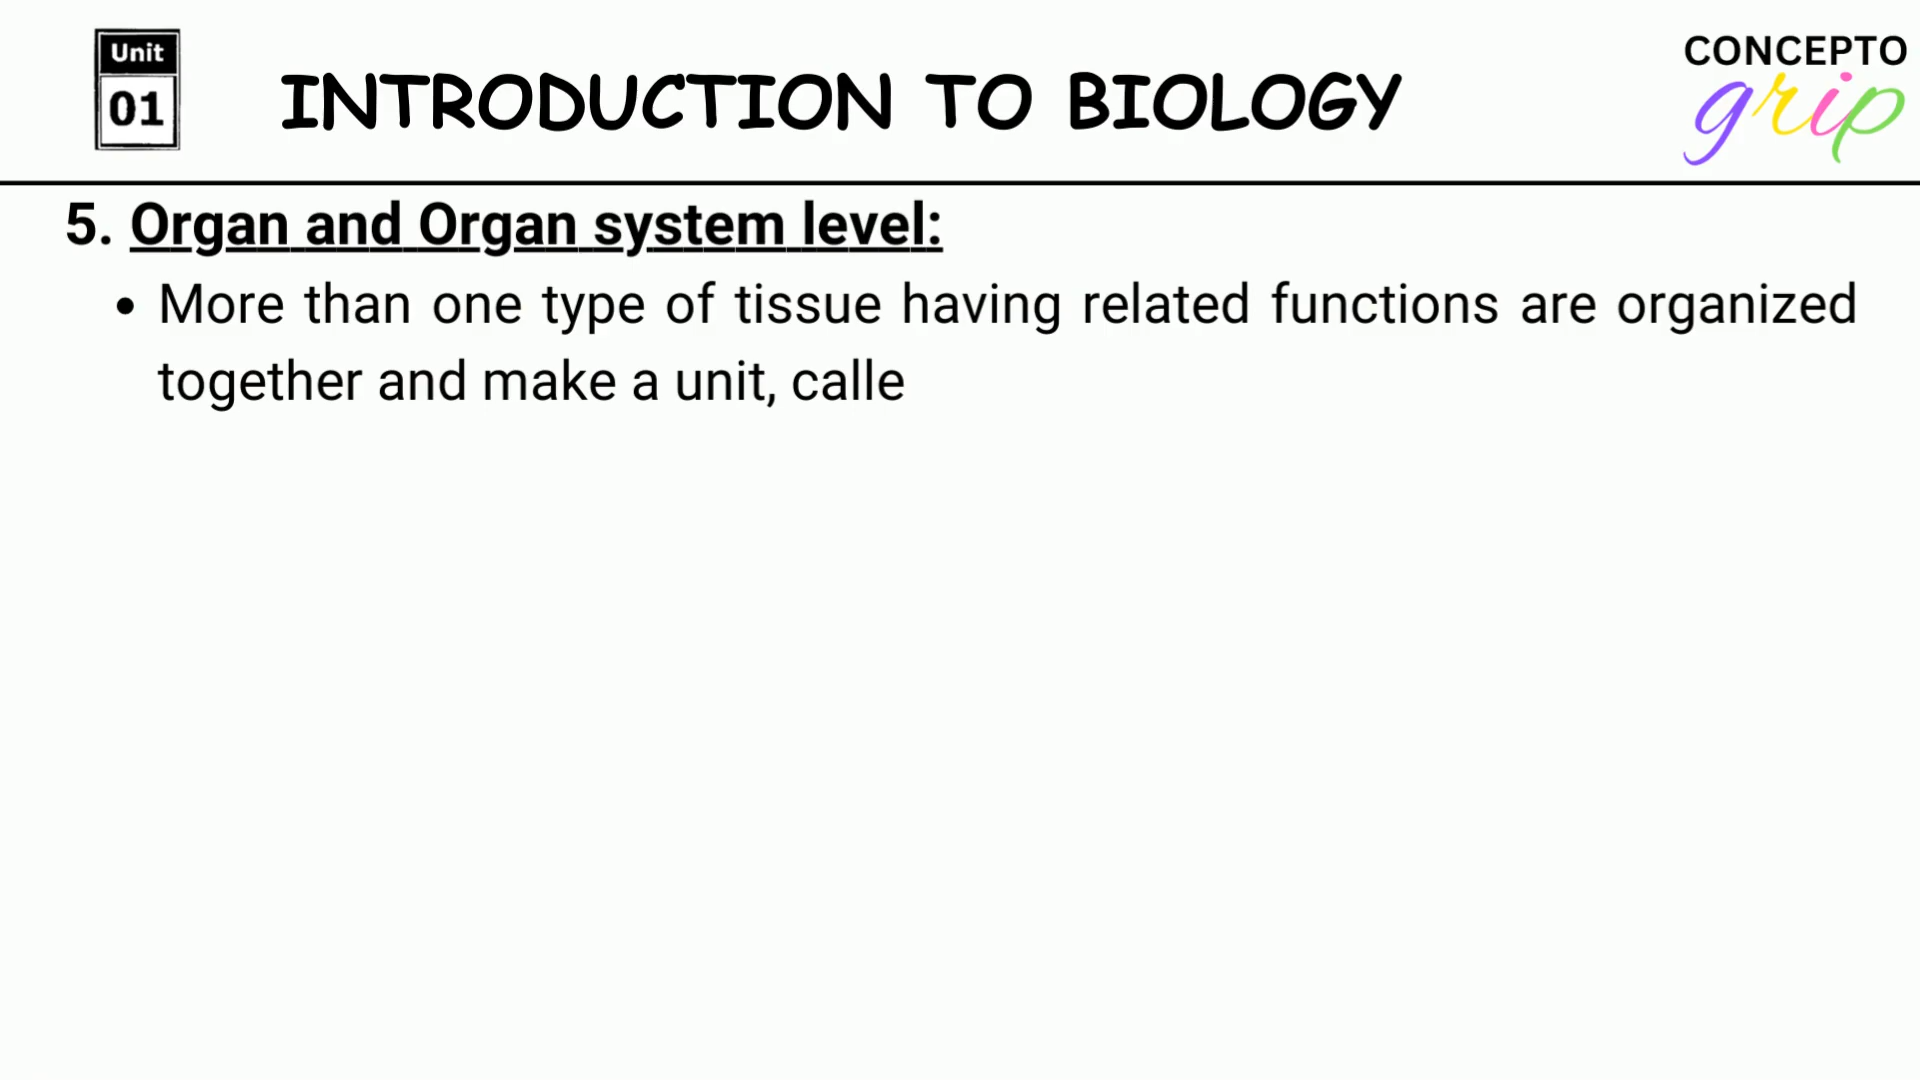 Unit
01
INTRODUCTION TO BIOLOGY
CONCEPTO
grip
5. Organ and Organ system level:
• More than one type of tissue having related functions are organized
together and make a unit, calle